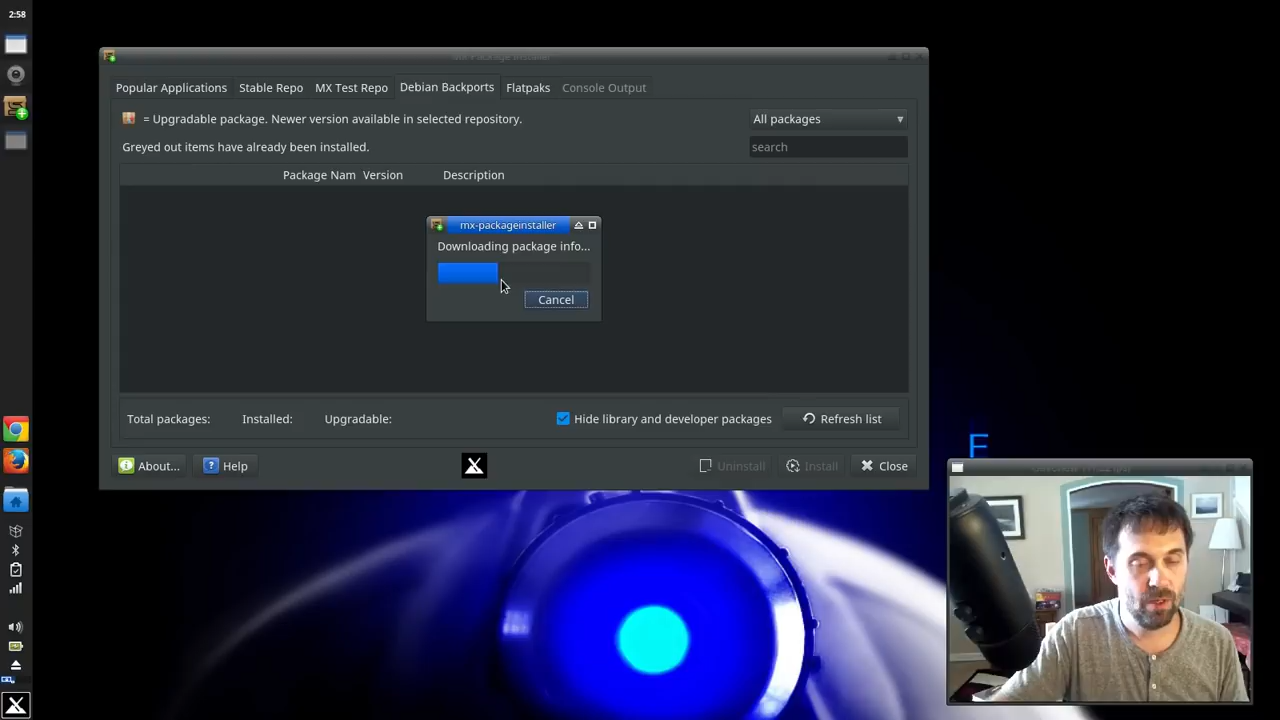 2:58
MX Package Installer
Popular Applications Stable Repo MX Test Repo Debian Backports Flatpaks Console Output
= Upgradable package. Newer version available in selected repository.
All packages
Greyed out items have already been installed.
search
Package Nam Version Description
mx-packageinstaller
Downloading package info...
Cancel
Total packages: Installed: Upgradable:
Hide library and developer packages
Refresh list
About... Help Uninstall Install Close
F